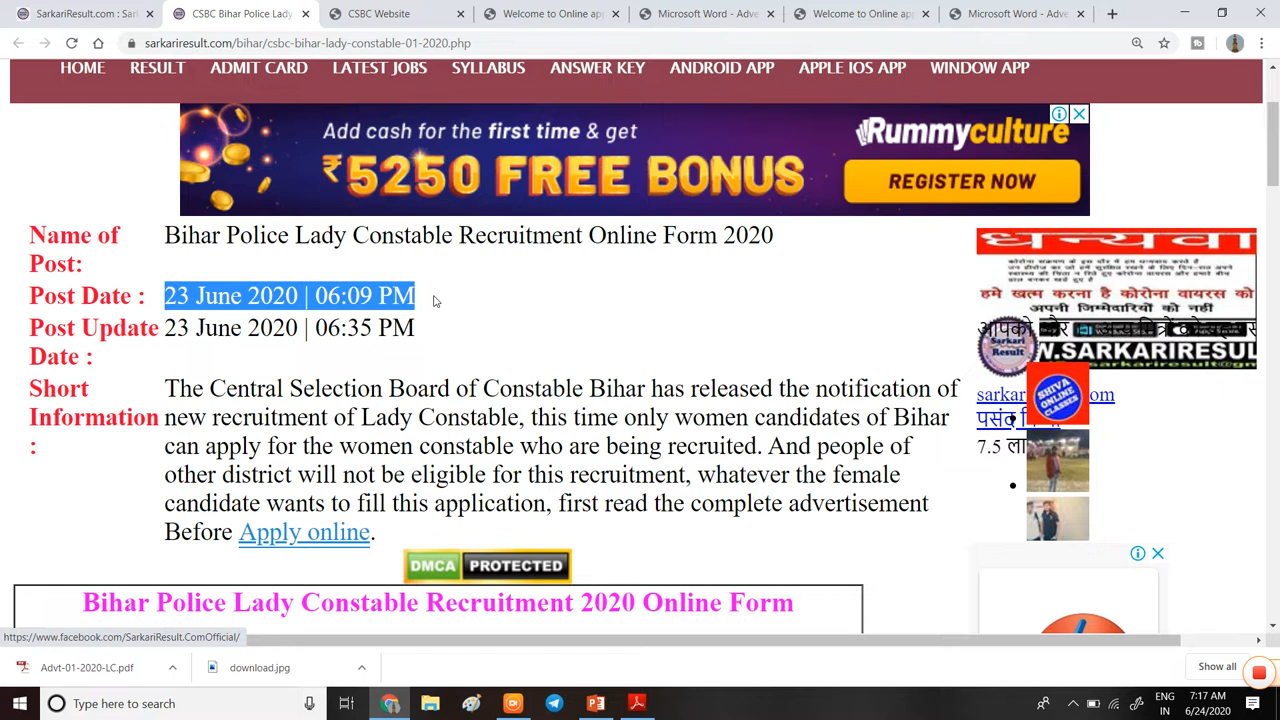 SarkariResult.com : S
CSBC Bihar Police Lady
CSBC Website
Welcome to Online ap
Microsoft Word - Adve
Welcome to Online ap
Microsoft Word - Adve
sarkariresult.com/bihar/csbc-bihar-lady-constable-01-2020.php
HOME RESULT ADMIT CARD LATEST JOBS SYLLABUS ANSWER KEY ANDROID APP APPLE IOS APP WINDOW APP
Add cash for the first time & get
₹5250 FREE BONUS
Rummyculture
REGISTER NOW
Name of Post: Bihar Police Lady Constable Recruitment Online Form 2020
Post Date : 23 June 2020 | 06:09 PM
Post Update Date : 23 June 2020 | 06:35 PM
Short Information : The Central Selection Board of Constable Bihar has released the notification of
new recruitment of Lady Constable, this time only women candidates of Bihar
can apply for the women constable who are being recruited. And people of
other district will not be eligible for this recruitment, whatever the female
candidate wants to fill this application, first read the complete advertisement
Before Apply online.
DMCA PROTECTED
Bihar Police Lady Constable Recruitment 2020 Online Form
हमे खत्म करना है कोरोना वायरस को
अपनी जिम्मेदारी को नहीं
Sarkari Result
W.SARKARIRESUL
SHIVA ONLINE CLASSES
7.5 ला
https://www.facebook.com/SarkariResult.ComOfficial/
Advt-01-2020-LC.pdf
download.jpg
Show all
Type here to search
ENG
IN
7:17 AM
6/24/2020